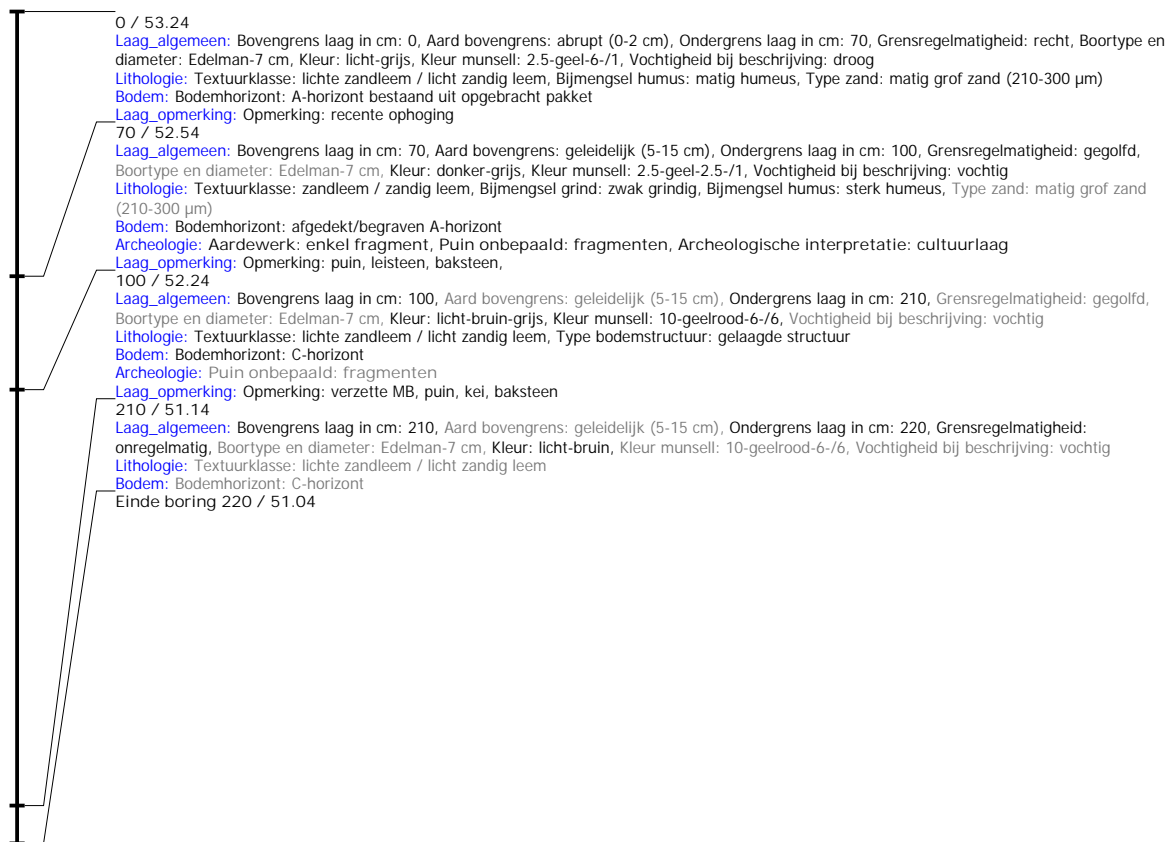 0 / 53.24
Laag_algemeen: Bovengrens laag in cm: 0, Aard bovengrens: abrupt (0-2 cm), Ondergrens laag in cm: 70, Grensregelmatigheid: recht, Boortype en
diameter: Edelman-7 cm, Kleur: licht-grijs, Kleur munsell: 2.5-geel-6-/1, Vochtigheid bij beschrijving: droog
Lithologie: Textuurklasse: lichte zandleem / licht zandig leem, Bijmengsel humus: matig humeus, Type zand: matig grof zand (210-300 µm)
Bodem: Bodemhorizont: A-horizont bestaand uit opgebracht pakket
Laag_opmerking: Opmerking: recente ophoging
70 / 52.54
Laag_algemeen: Bovengrens laag in cm: 70, Aard bovengrens: geleidelijk (5-15 cm), Ondergrens laag in cm: 100, Grensregelmatigheid: gegolfd,
Boortype en diameter: Edelman-7 cm, Kleur: donker-grijs, Kleur munsell: 2.5-geel-2.5-/1, Vochtigheid bij beschrijving: vochtig
Lithologie: Textuurklasse: zandleem / zandig leem, Bijmengsel grind: zwak grindig, Bijmengsel humus: sterk humeus, Type zand: matig grof zand
(210-300 µm)
Bodem: Bodemhorizont: afgedekt/begraven A-horizont
Archeologie: Aardewerk: enkel fragment, Puin onbepaald: fragmenten, Archeologische interpretatie: cultuurlaag
Laag_opmerking: Opmerking: puin, leisteen, baksteen,
100 / 52.24
Laag_algemeen: Bovengrens laag in cm: 100, Aard bovengrens: geleidelijk (5-15 cm), Ondergrens laag in cm: 210, Grensregelmatigheid: gegolfd,
Boortype en diameter: Edelman-7 cm, Kleur: licht-bruin-grijs, Kleur munsell: 10-geelrood-6-/6, Vochtigheid bij beschrijving: vochtig
Lithologie: Textuurklasse: lichte zandleem / licht zandig leem, Type bodemstructuur: gelaagde structuur
Bodem: Bodemhorizont: C-horizont
Archeologie: Puin onbepaald: fragmenten
Laag_opmerking: Opmerking: verzette MB, puin, kei, baksteen
210 / 51.14
Laag_algemeen: Bovengrens laag in cm: 210, Aard bovengrens: geleidelijk (5-15 cm), Ondergrens laag in cm: 220, Grensregelmatigheid:
onregelmatig, Boortype en diameter: Edelman-7 cm, Kleur: licht-bruin, Kleur munsell: 10-geelrood-6-/6, Vochtigheid bij beschrijving: vochtig
Lithologie: Textuurklasse: lichte zandleem / licht zandig leem
Bodem: Bodemhorizont: C-horizont
Einde boring 220 / 51.04